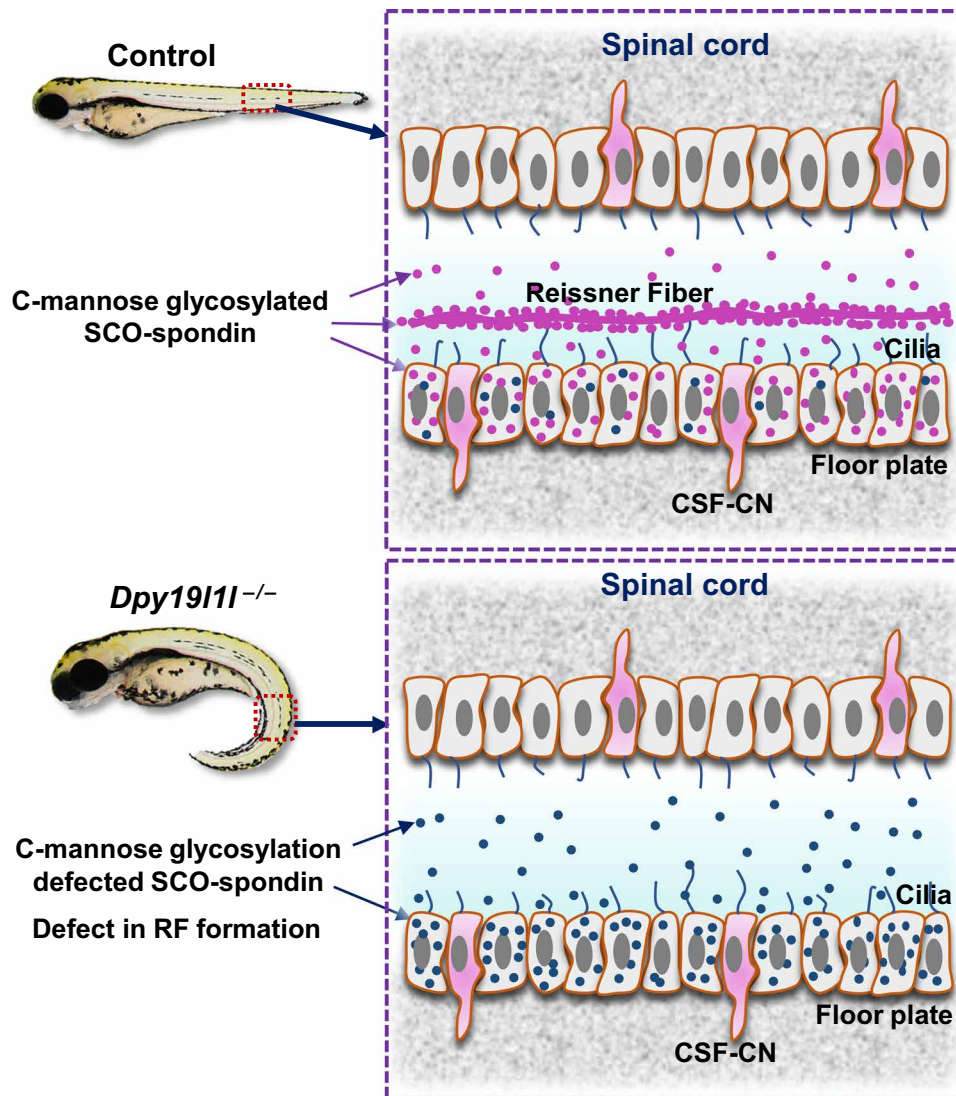 Control
Spinal cord
C-mannose glycosylated
SCO-spondin
Reissner Fiber
Cilia
Floor plate
CSF-CN
Dpy19l1l −/−
Spinal cord
C-mannose glycosylation
defected SCO-spondin
Defect in RF formation
Cilia
Floor plate
CSF-CN